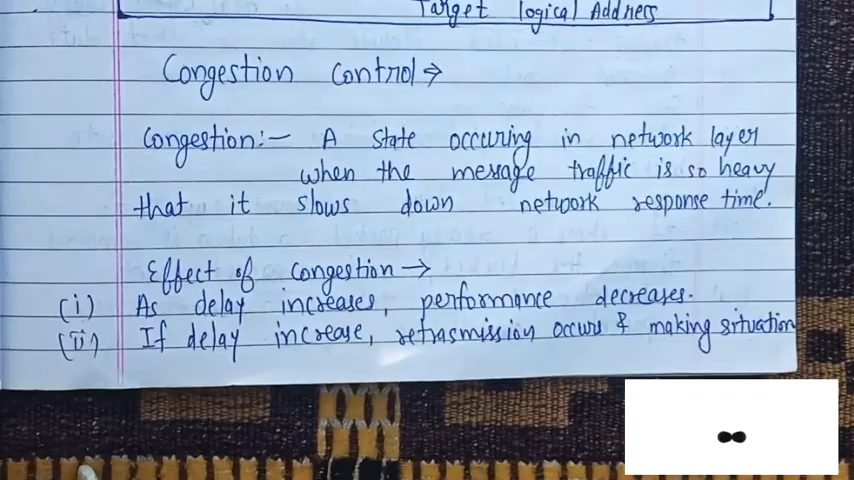 Target logical Address
Congestion Control →
Congestion:— A State occuring in network layer
when the message traffic is so heavy
that it slows down network response time.
Effect of congestion →
(i) As delay increases, performance decreases.
(ii) If delay increase, retrasmission occurs & making situation